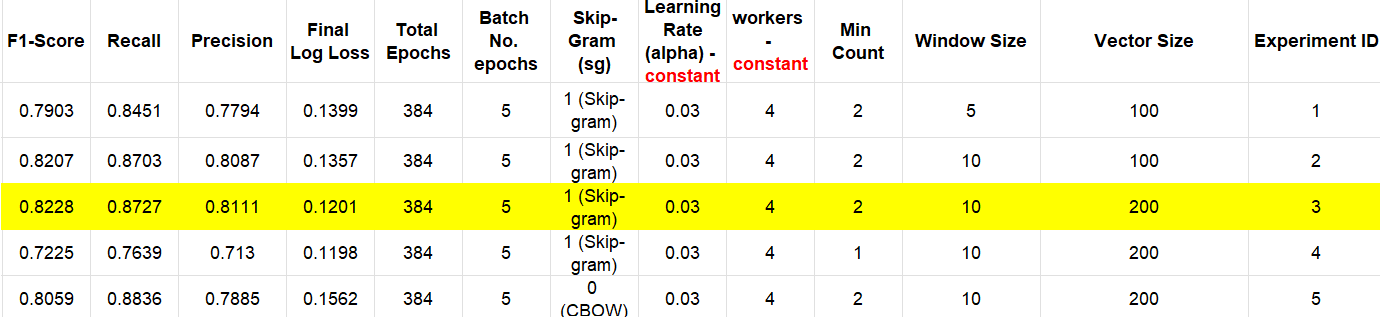 F1-Score Recall Precision Final Log Loss Total Epochs Batch No. epochs Skip-Gram (sg) Learning Rate (alpha) - constant workers - constant Min Count Window Size Vector Size Experiment ID
0.7903 0.8451 0.7794 0.1399 384 5 1 (Skip-gram) 0.03 4 2 5 100 1
0.8207 0.8703 0.8087 0.1357 384 5 1 (Skip-gram) 0.03 4 2 10 100 2
0.8228 0.8727 0.8111 0.1201 384 5 1 (Skip-gram) 0.03 4 2 10 200 3
0.7225 0.7639 0.713 0.1198 384 5 1 (Skip-gram) 0.03 4 1 10 200 4
0.8059 0.8836 0.7885 0.1562 384 5 0 (CBOW) 0.03 4 2 10 200 5